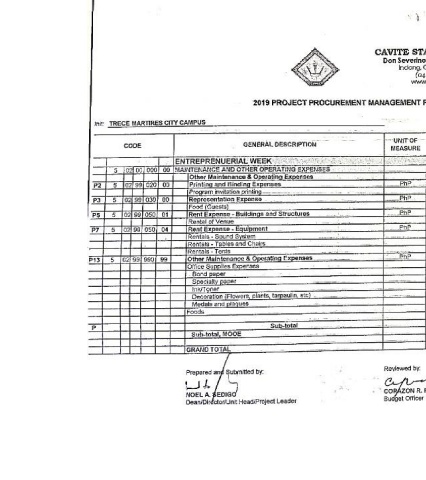 CAVITE STA
Don Severino
Indang, C
www
2019 PROJECT PROCUREMENT MANAGEMENT P
Unit: TRECE MARTIRES CITY CAMPUS
CODE GENERAL DESCRIPTION UNIT OF MEASURE
ENTREPRENUERIAL WEEK
5 02 00 000 00 MAINTENANCE AND OTHER OPERATING EXPENSES
Other Maintenance & Operating Expenses
P2 5 02 99 020 00 Printing and Binding Expenses PhP
Program invitation printing
P3 5 02 99 030 00 Representation Expense PhP
Food (Guests)
P5 5 02 99 050 01 Rent Expense - Buildings and Structures PhP
Rental of Venue
P7 5 02 99 050 04 Rent Expense - Equipment PhP
Rentals - Sound System
Rentals - Tables and Chairs
Rentals - Tents
P13 5 02 99 990 99 Other Maintenance & Operating Expenses PhP
Office Supplies Expenses
Bond paper
Specialty paper
Ink/Toner
Decoration (Flowers, plants, tarpaulin, etc)
Medals and plaques
Foods
P Sub-total
Sub-total, MOOE
GRAND TOTAL
Prepared and Submitted by: Reviewed by:
NOEL A. SEDIGO CORAZON R.
Dean/Director/Unit Head/Project Leader Budget Officer